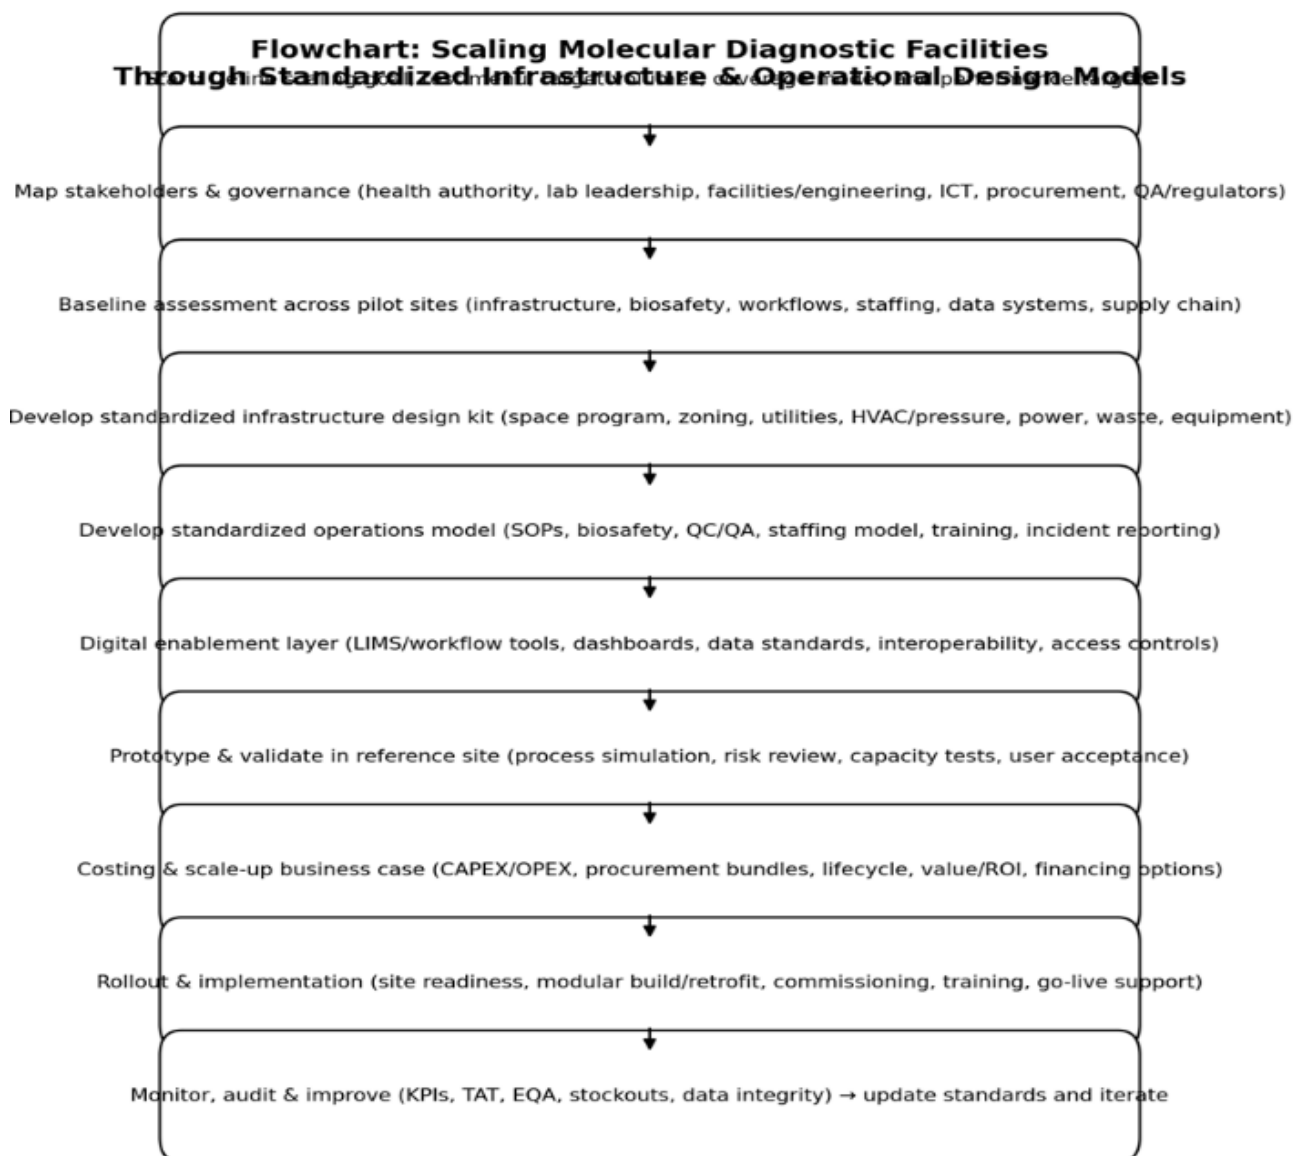 Flowchart: Scaling Molecular Diagnostic Facilities
Through Standardized Infrastructure & Operational Design Models
Map stakeholders & governance (health authority, lab leadership, facilities/engineering, ICT, procurement, QA/regulators)
Baseline assessment across pilot sites (infrastructure, biosafety, workflows, staffing, data systems, supply chain)
Develop standardized infrastructure design kit (space program, zoning, utilities, HVAC/pressure, power, waste, equipment)
Develop standardized operations model (SOPs, biosafety, QC/QA, staffing model, training, incident reporting)
Digital enablement layer (LIMS/workflow tools, dashboards, data standards, interoperability, access controls)
Prototype & validate in reference site (process simulation, risk review, capacity tests, user acceptance)
Costing & scale-up business case (CAPEX/OPEX, procurement bundles, lifecycle, value/ROI, financing options)
Rollout & implementation (site readiness, modular build/retrofit, commissioning, training, go-live support)
Monitor, audit & improve (KPIs, TAT, EQA, stockouts, data integrity) → update standards and iterate